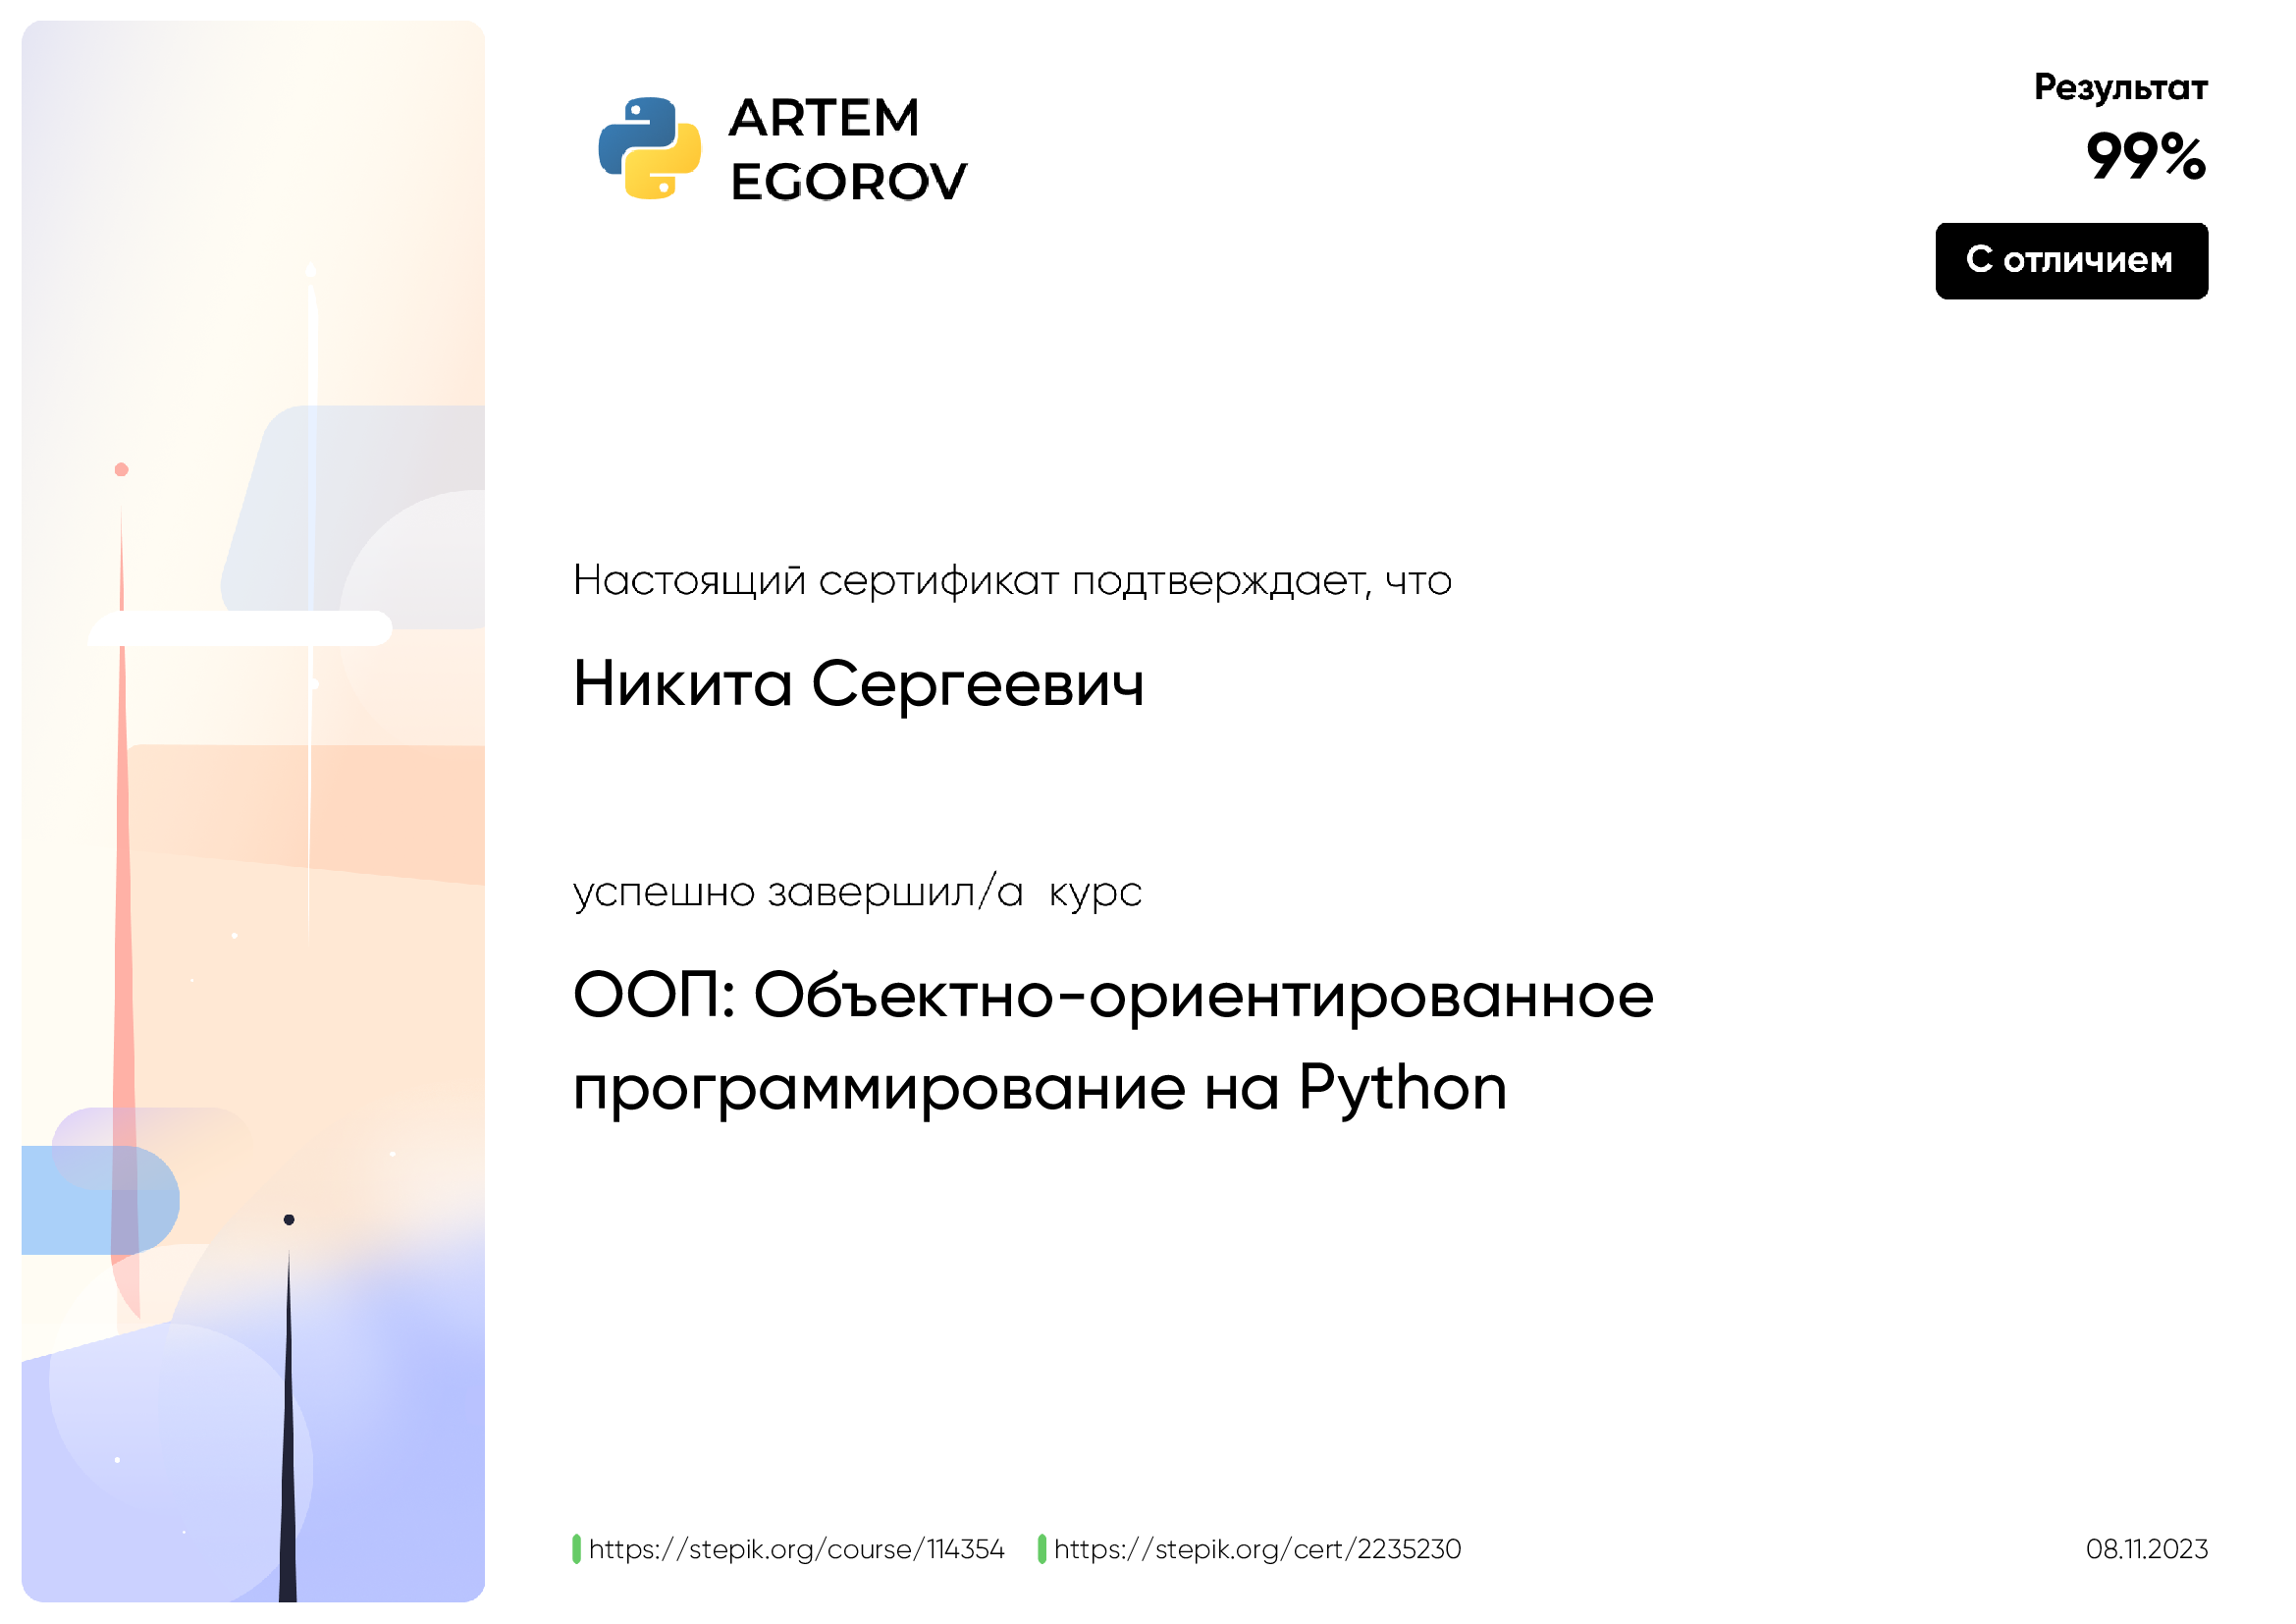 ARTEM
EGOROV
Результат
99%
С отличием
Настоящий сертификат подтверждает, что
Никита Сергеевич
успешно завершил/а  курс
ООП: Объектно-ориентированное
программирование на Python
https://stepik.org/course/114354 https://stepik.org/cert/2235230
08.11.2023